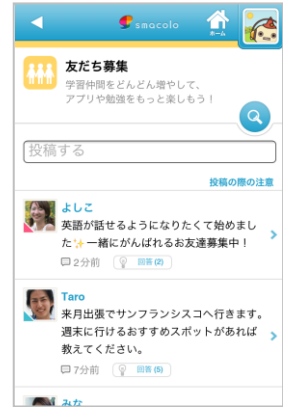 smacolo
ホーム
友だち募集
学習仲間をどんどん増やして、
アプリや勉強をもっと楽しもう！
投稿する
投稿の際の注意
よしこ
英語が話せるようになりたくて始めまし
た✨一緒にがんばれるお友達募集中！
2分前 回答(2)
Taro
来月出張でサンフランシスコへ行きます。
週末に行けるおすすめスポットがあれば
教えてください。
7分前 回答(5)
みな